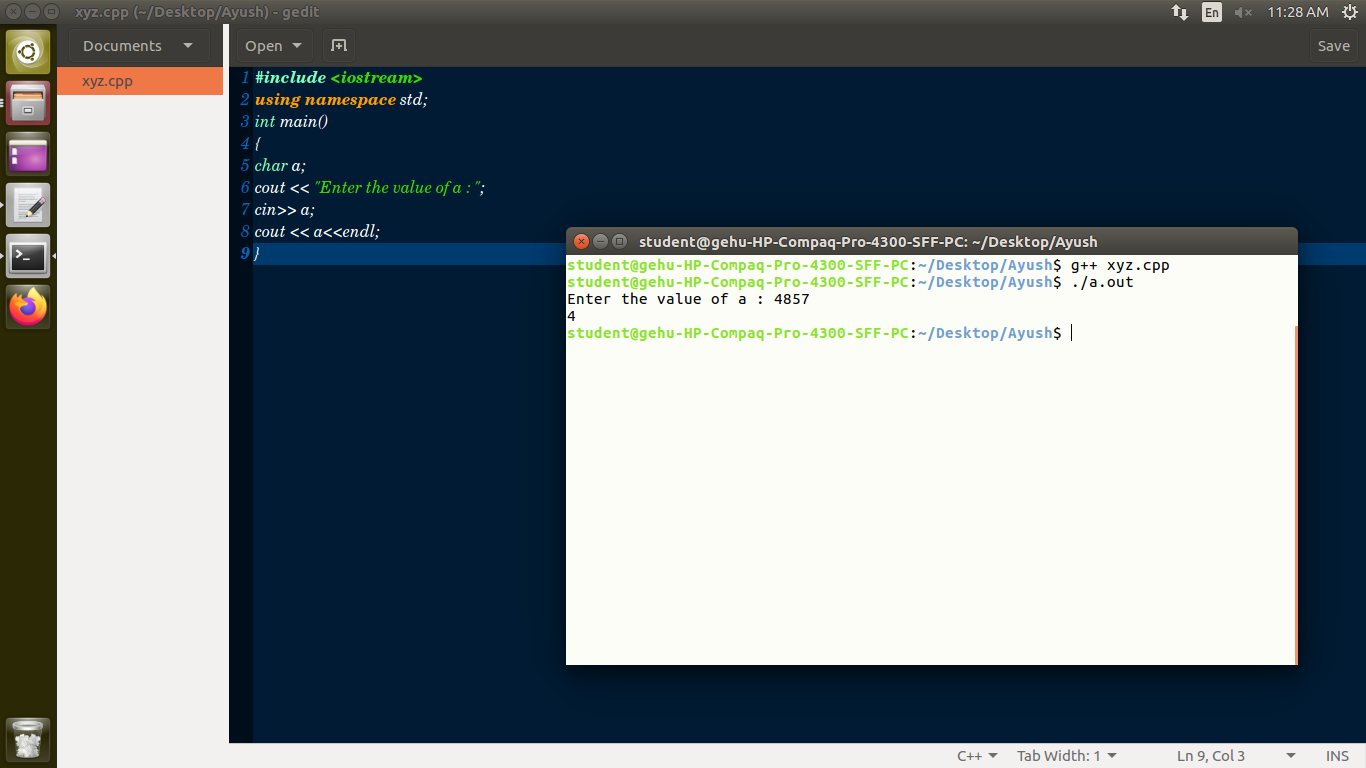 xyz.cpp (~/Desktop/Ayush) - gedit
En
11:28 AM
Documents
Open
Save
xyz.cpp
1 #include <iostream>
2 using namespace std;
3 int main()
4 {
5 char a;
6 cout << "Enter the value of a : ";
7 cin>> a;
8 cout << a<<endl;
9 }
student@gehu-HP-Compaq-Pro-4300-SFF-PC: ~/Desktop/Ayush
student@gehu-HP-Compaq-Pro-4300-SFF-PC:~/Desktop/Ayush$ g++ xyz.cpp
student@gehu-HP-Compaq-Pro-4300-SFF-PC:~/Desktop/Ayush$ ./a.out
Enter the value of a : 4857
4
student@gehu-HP-Compaq-Pro-4300-SFF-PC:~/Desktop/Ayush$
C++
Tab Width: 1
Ln 9, Col 3
INS